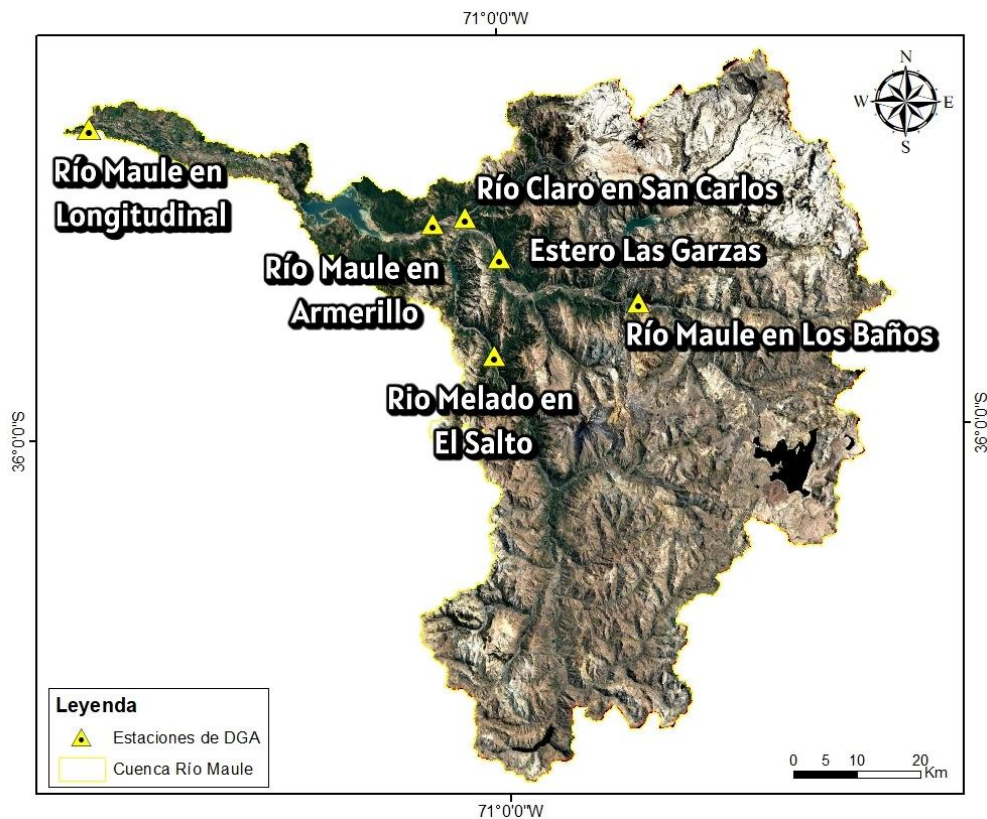 71°0'0"W
N
W
E
S
Río Maule en
Longitudinal
Río Claro en San Carlos
Estero Las Garzas
Río Maule en
Armerillo
Río Maule en Los Baños
Rio Melado en
El Salto
36°0'0"S
36°0'0"S
Leyenda
Estaciones de DGA
Cuenca Río Maule
0 5 10 20
Km
71°0'0"W